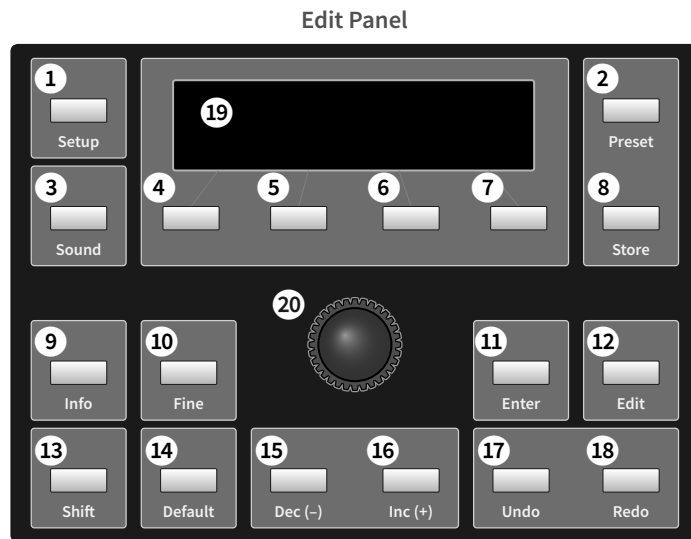 Edit Panel
1
2
19
Setup
Preset
3
4
5
6
7
8
Sound
Store
20
9
10
11
12
Info
Fine
Enter
Edit
13
14
15
16
17
18
Shift
Default
Dec (–)
Inc (+)
Undo
Redo